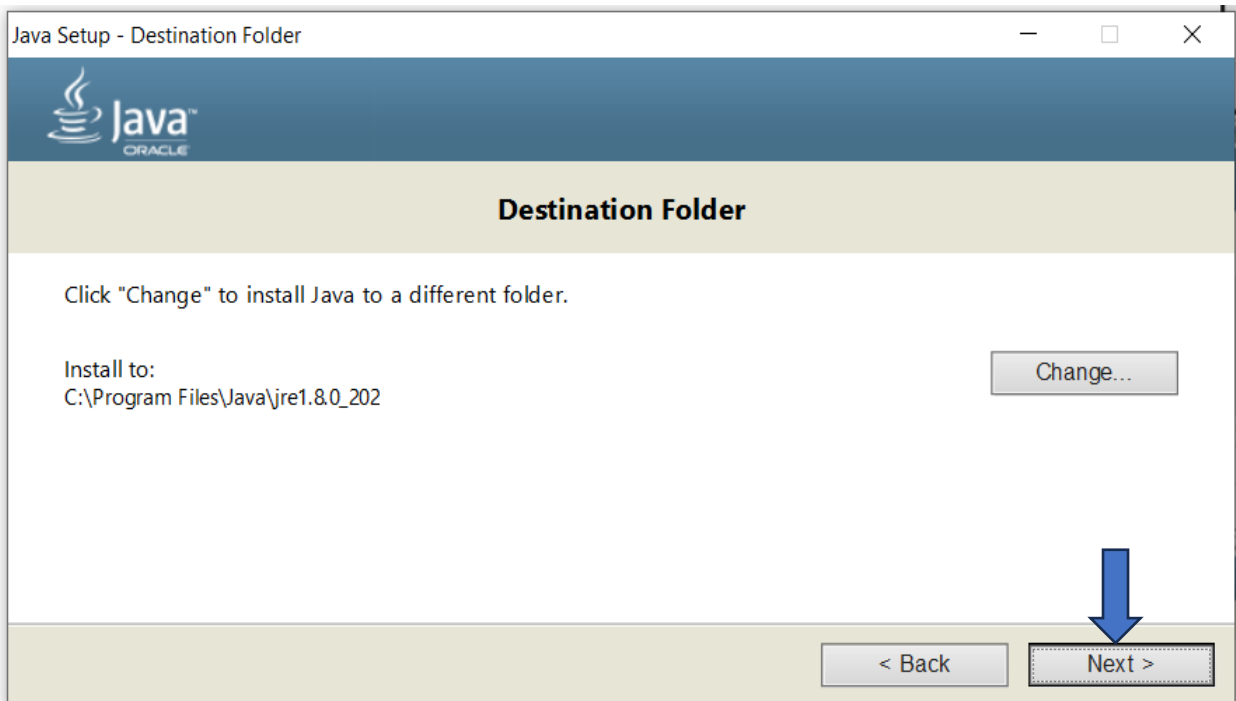 Java Setup - Destination Folder
Java™
ORACLE
Destination Folder
Click "Change" to install Java to a different folder.
Install to:
C:\Program Files\Java\jre1.8.0_202
Change...
< Back
Next >